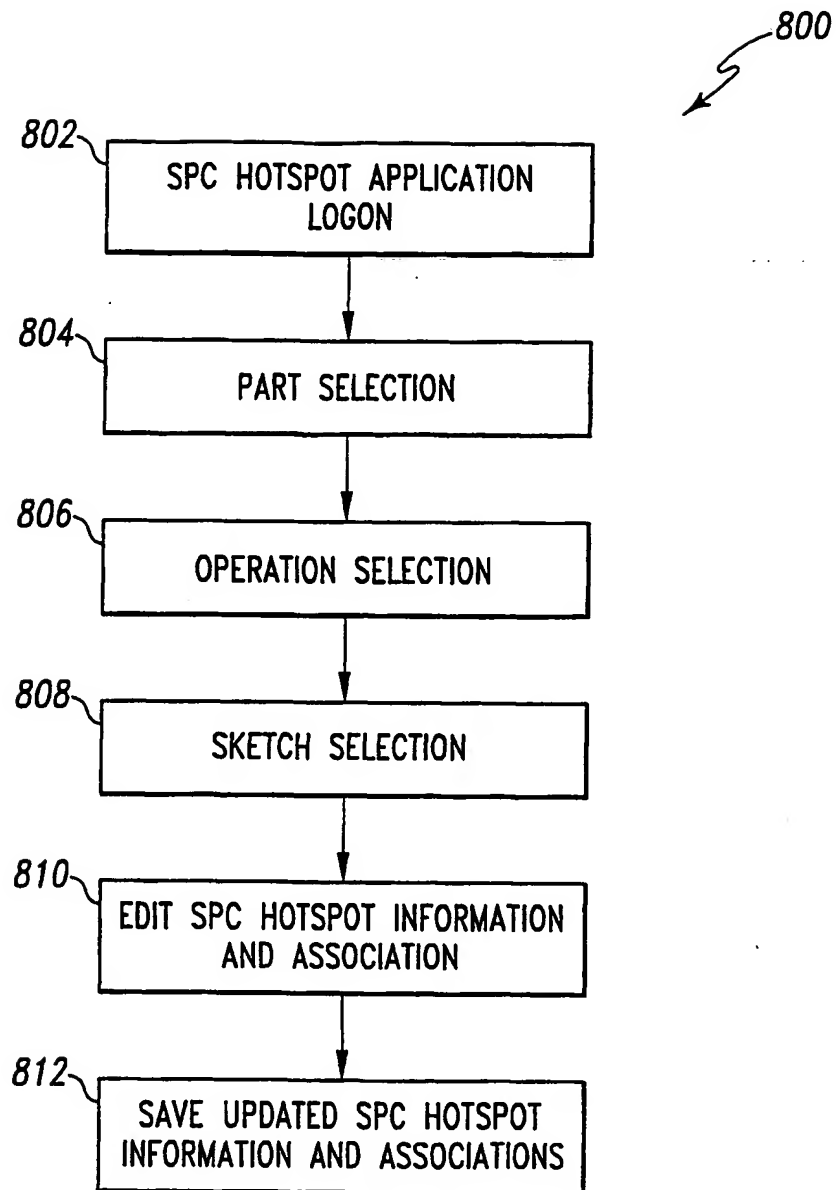 800
802
SPC HOTSPOT APPLICATION
LOGON
804
PART SELECTION
806
OPERATION SELECTION
808
SKETCH SELECTION
810
EDIT SPC HOTSPOT INFORMATION
AND ASSOCIATION
812
SAVE UPDATED SPC HOTSPOT
INFORMATION AND ASSOCIATIONS